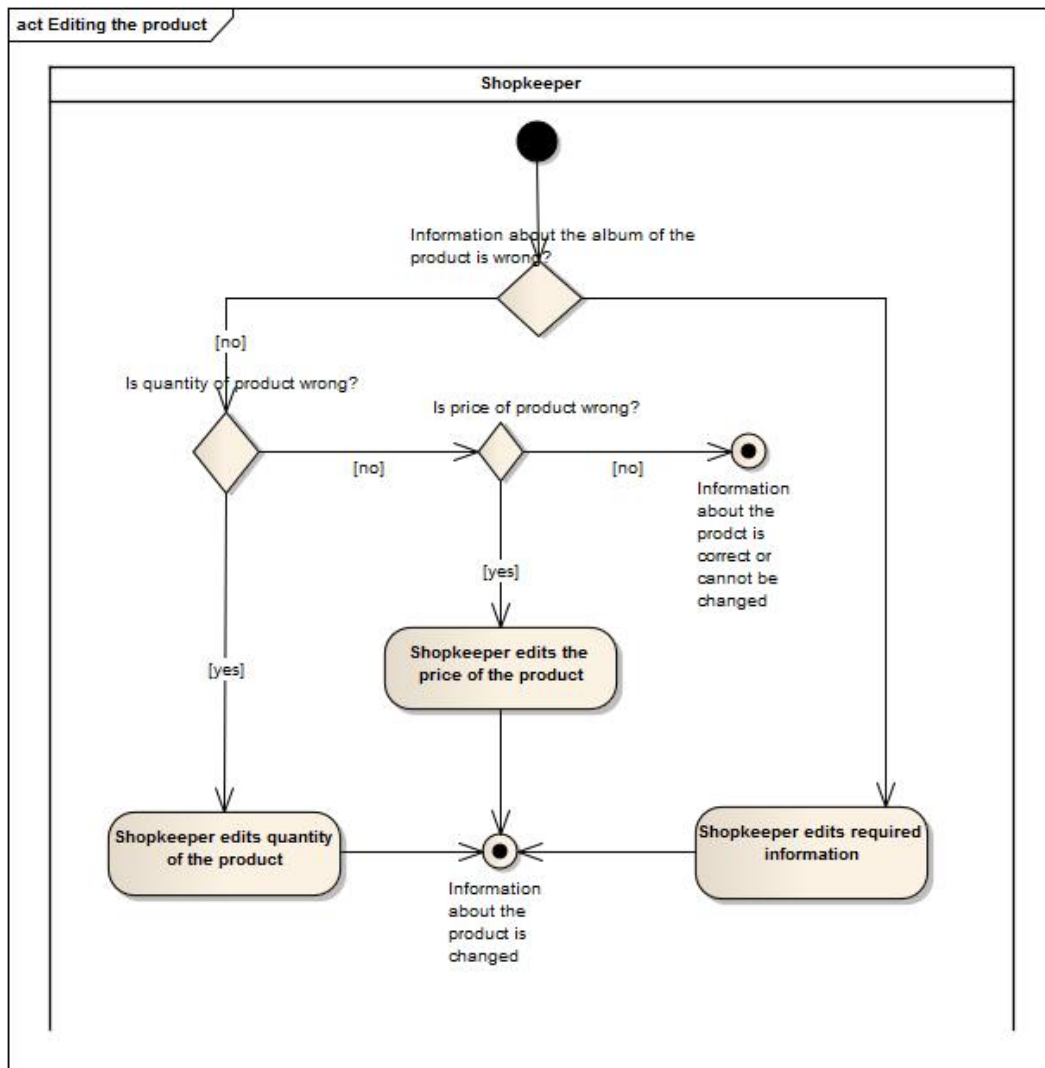 act Editing the product
Shopkeeper
Information about the album of the
product is wrong?
[no]
Is quantity of product wrong?
Is price of product wrong?
[no]
[no]
Information
about the
prodct is
correct or
cannot be
changed
[yes]
Shopkeeper edits the
price of the product
[yes]
Shopkeeper edits quantity
of the product
Shopkeeper edits required
information
Information
about the
product is
changed